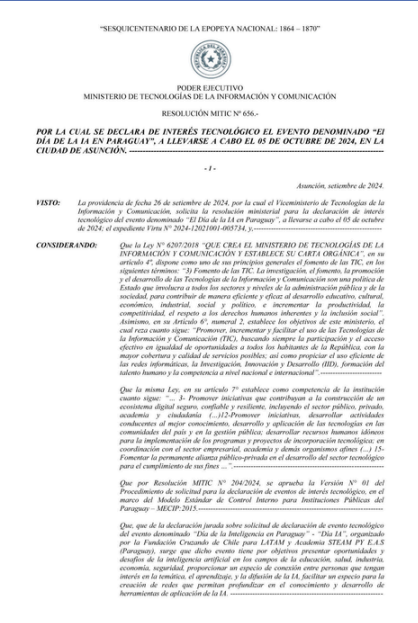 “SESQUICENTENARIO DE LA EPOPEYA NACIONAL: 1864 – 1870”
PODER EJECUTIVO
MINISTERIO DE TECNOLOGÍAS DE LA INFORMACIÓN Y COMUNICACIÓN
RESOLUCIÓN MITIC Nº 656.-
POR LA CUAL SE DECLARA DE INTERÉS TECNOLÓGICO EL EVENTO DENOMINADO “El
DÍA DE LA IA EN PARAGUAY”, A LLEVARSE A CABO EL 05 DE OCTUBRE DE 2024, EN LA
CIUDAD DE ASUNCIÓN. ----------
- 1 -
Asunción, setiembre de 2024.
VISTO: La providencia de fecha 26 de setiembre de 2024, por la cual el Viceministerio de Tecnologías de la
Información y Comunicación, solicita la resolución ministerial para la declaración de interés
tecnológico del evento denominado “El Día de la IA en Paraguay”, a llevarse a cabo el 05 de octubre
de 2024; el expediente Virtu Nº 2024-12021001-005734, y,----------
CONSIDERANDO: Que la Ley Nº 6207/2018 “QUE CREA EL MINISTERIO DE TECNOLOGÍAS DE LA
INFORMACIÓN Y COMUNICACIÓN Y ESTABLECE SU CARTA ORGÁNICA”, en su
artículo 4º, dispone como uno de sus principios generales el fomento de las TIC, en los
siguientes términos: “3) Fomento de las TIC. La investigación, el fomento, la promoción
y el desarrollo de las Tecnologías de la Información y Comunicación son una política de
Estado que involucra a todos los sectores y niveles de la administración pública y de la
sociedad, para contribuir de manera eficiente y eficaz al desarrollo educativo, cultural,
económico, industrial, social y político, e incrementar la productividad, la
competitividad, el respeto a los derechos humanos inherentes y la inclusión social”.
Asimismo, en su Artículo 6º, numeral 2, establece los objetivos de este ministerio, el
cual reza cuanto sigue: “Promover, incrementar y facilitar el uso de las Tecnologías de
la Información y Comunicación (TIC), buscando siempre la participación y el acceso
efectivo en igualdad de oportunidades a todos los habitantes de la República, con la
mayor cobertura y calidad de servicios posibles; así como propiciar el uso eficiente de
las redes informáticas, la Investigación, Innovación y Desarrollo (IID), formación del
talento humano y la competencia a nivel nacional e internacional”.----------
Que la misma Ley, en su artículo 7º establece como competencia de la institución
cuanto sigue: “… 3- Promover iniciativas que contribuyan a la construcción de un
ecosistema digital seguro, confiable y resiliente, incluyendo el sector público, privado,
academia y ciudadanía (...)12-Promover iniciativas, desarrollar actividades
conducentes al mejor conocimiento, desarrollo y aplicación de las tecnologías en las
comunidades del país y en la gestión pública; desarrollar recursos humanos idóneos
para la implementación de los programas y proyectos de incorporación tecnológica; en
coordinación con el sector empresarial, academia y demás organismos afines (...) 15-
Fomentar la permanente alianza público-privada en el desarrollo del sector tecnológico
para el cumplimiento de sus fines …”.----------
Que por Resolución MITIC Nº 204/2024, se aprueba la Versión Nº 01 del
Procedimiento de solicitud para la declaración de eventos de interés tecnológico, en el
marco del Modelo Estándar de Control Interno para Instituciones Públicas del
Paraguay – MECIP:2015.----------
Que, que de la declaración jurada sobre solicitud de declaración de evento tecnológico
del evento denominado “Día de la Inteligencia en Paraguay” - “Día IA”, organizado
por la Fundación Cruzando de Chile para LATAM y Academia STEAM PY E.A.S
(Paraguay), surge que dicho evento tiene por objetivos presentar oportunidades y
desafíos de la inteligencia artificial en los campos de la educación, salud, industria,
economía, seguridad, proporcionar un espacio de conexión entre personas que tengan
interés en la temática, el aprendizaje, y la difusión de la IA, facilitar un espacio para la
creación de redes que permitan profundizar en el conocimiento y desarrollo de
herramientas de aplicación de la IA. ----------